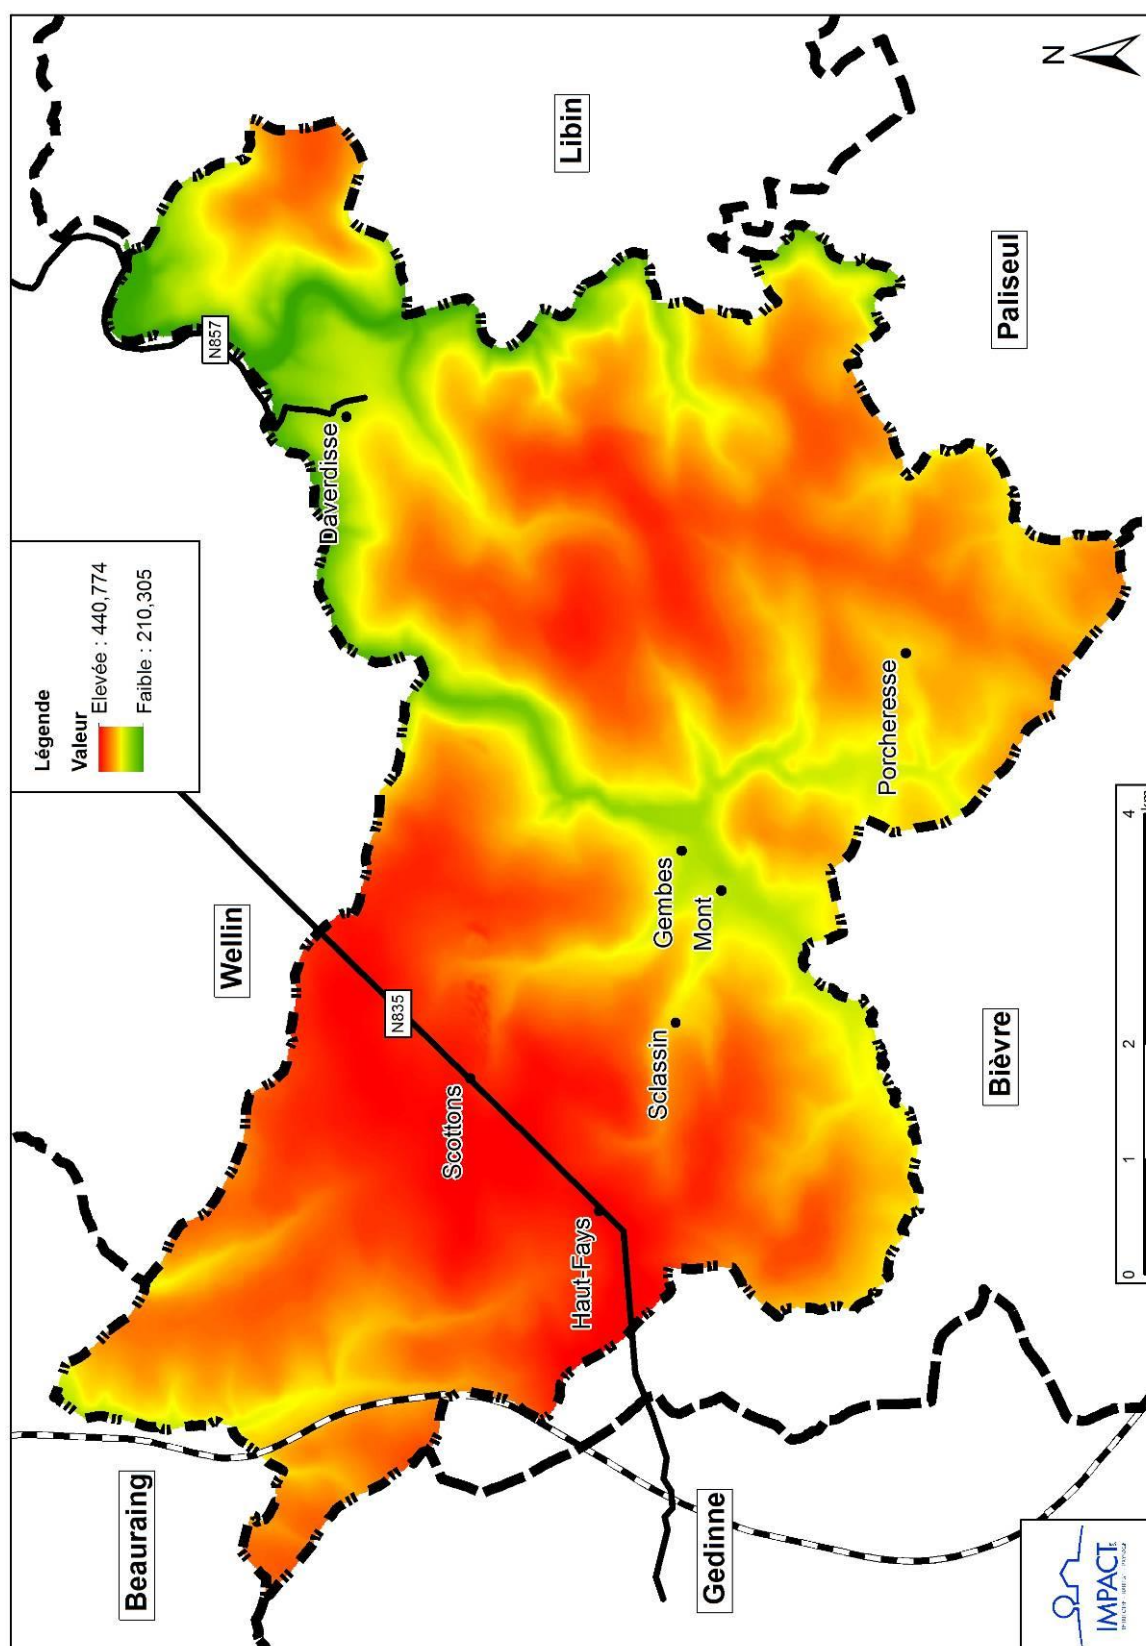 Légende
Valeur
Elevée : 440,774
Faible : 210,305
N
Beauraing
Wellin
N835
N857
Libin
Daverdisse
Scottons
Haut-Fays
Sclassin
Gembes
Mont
Porcheresse
Gedinne
Bièvre
Paliseul
0 1 2 4
km
IMPACT